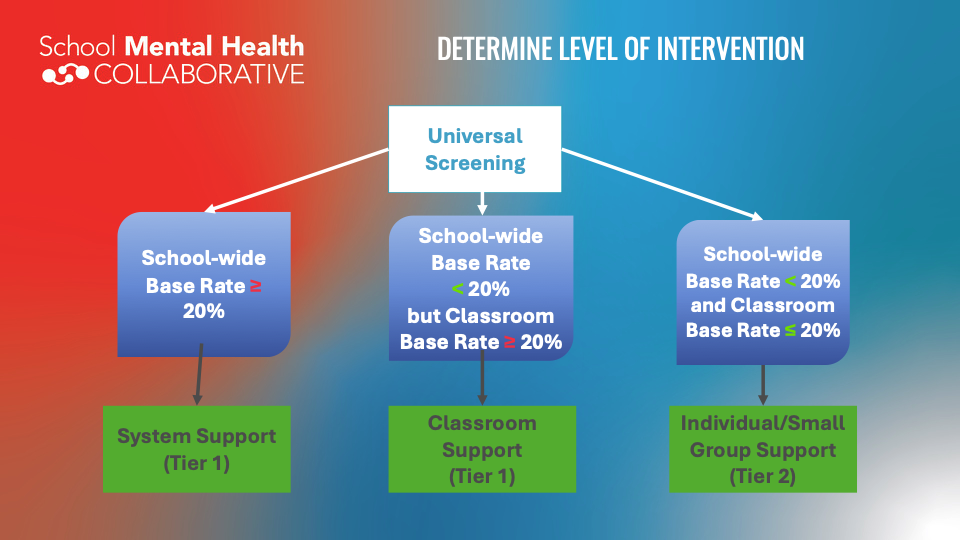 School Mental Health
COLLABORATIVE
DETERMINE LEVEL OF INTERVENTION
Universal
Screening
School-wide
Base Rate ≥
20%
School-wide
Base Rate
< 20%
but Classroom
Base Rate ≥ 20%
School-wide
Base Rate < 20%
and Classroom
Base Rate ≤ 20%
System Support
(Tier 1)
Classroom
Support
(Tier 1)
Individual/Small
Group Support
(Tier 2)